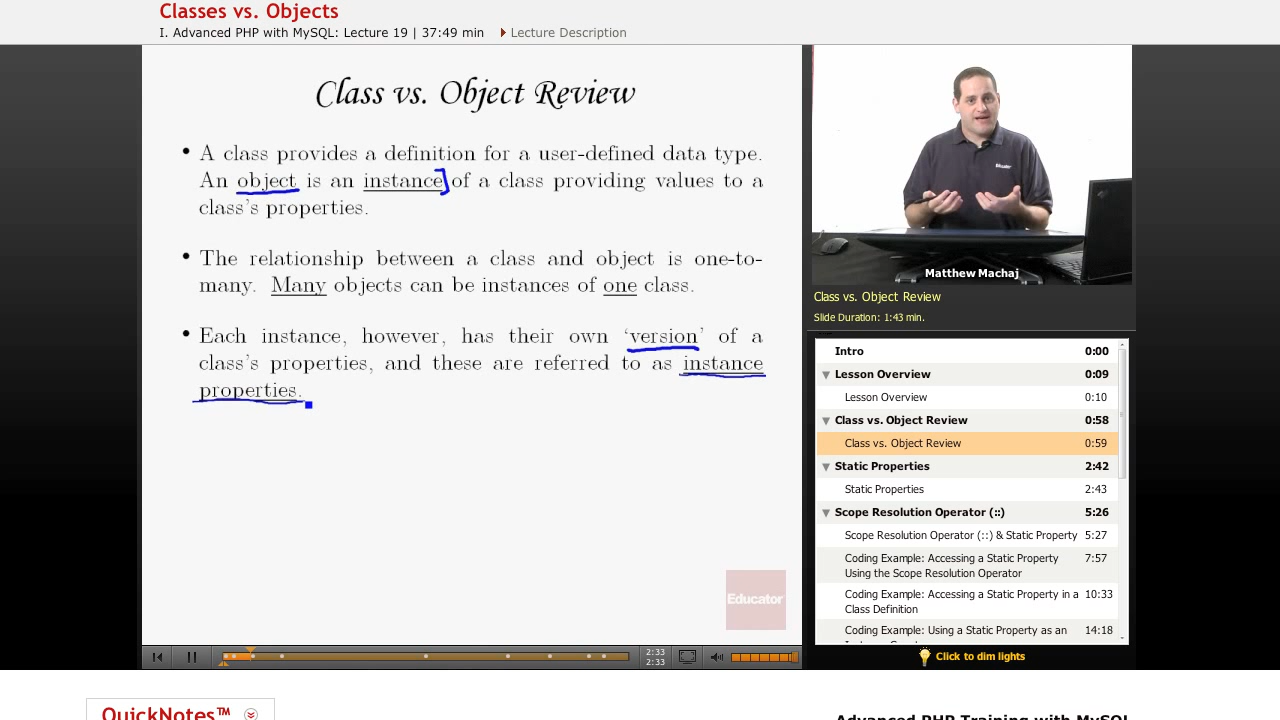 Classes vs. Objects
I. Advanced PHP with MySQL: Lecture 19 | 37:49 min
Lecture Description
Class vs. Object Review
• A class provides a definition for a user-defined data type.
An object is an instance of a class providing values to a
class's properties.
• The relationship between a class and object is one-to-
many. Many objects can be instances of one class.
• Each instance, however, has their own ‘version’ of a
class's properties, and these are referred to as instance
properties.
Educator
2:33
2:33
Matthew Machaj
Class vs. Object Review
Slide Duration: 1:43 min.
Intro 0:00
Lesson Overview 0:09
Lesson Overview 0:10
Class vs. Object Review 0:58
Class vs. Object Review 0:59
Static Properties 2:42
Static Properties 2:43
Scope Resolution Operator (::) 5:26
Scope Resolution Operator (::) & Static Property 5:27
Coding Example: Accessing a Static Property 7:57
Using the Scope Resolution Operator
Coding Example: Accessing a Static Property in a 10:33
Class Definition
Coding Example: Using a Static Property as an 14:18
Click to dim lights
QuickNotes™
Advanced PHP Training with MySQL